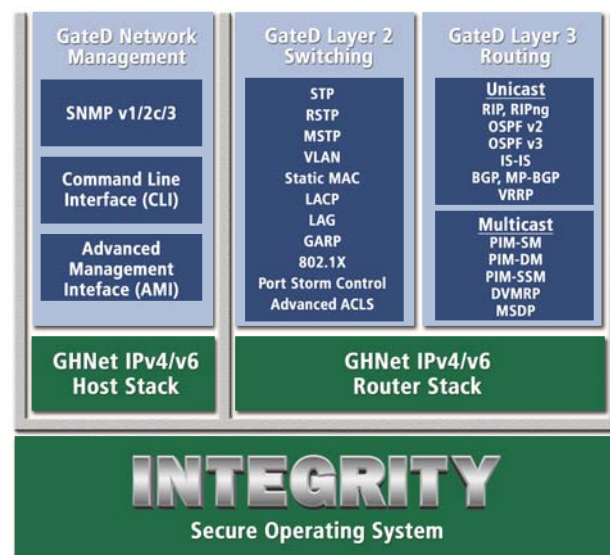 GateD Network
Management
SNMP v1/2c/3
Command Line
Interface (CLI)
Advanced
Management
Inteface (AMI)
GHNet IPv4/v6
Host Stack
GateD Layer 2
Switching
STP
RSTP
MSTP
VLAN
Static MAC
LACP
LAG
GARP
802.1X
Port Storm Control
Advanced ACLS
GateD Layer 3
Routing
Unicast
RIP, RIPng
OSPF v2
OSPF v3
IS-IS
BGP, MP-BGP
VRRP
Multicast
PIM-SM
PIM-DM
PIM-SSM
DVMRP
MSDP
GHNet IPv4/v6
Router Stack
INTEGRITY
Secure Operating System